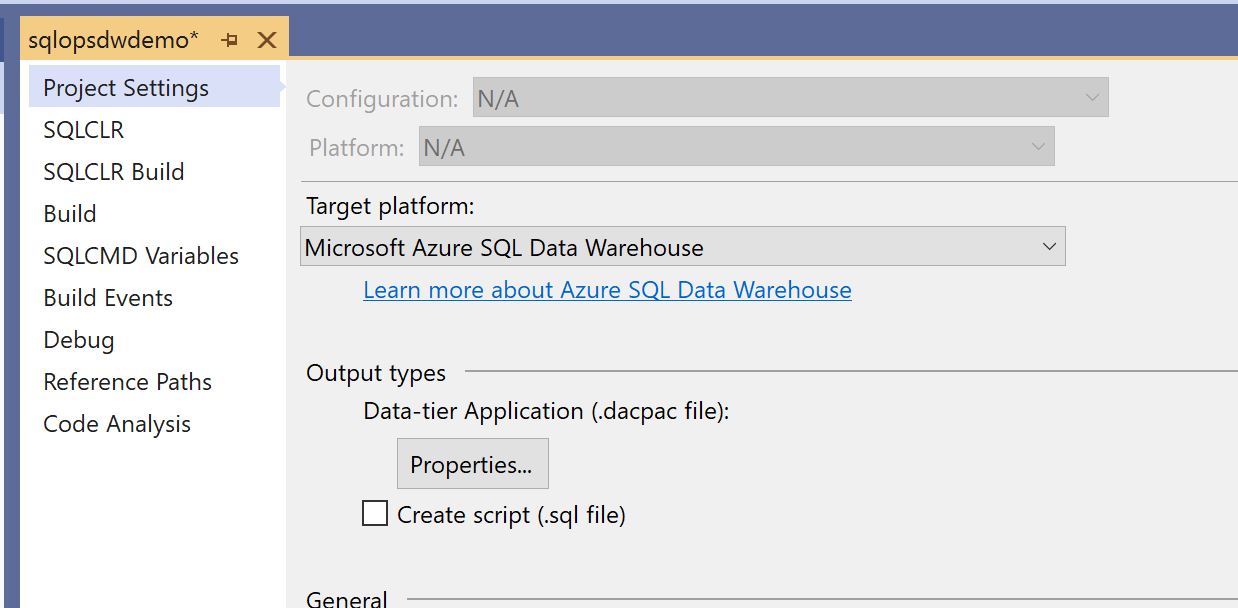 sqlopsdwdemo*
Project Settings
SQLCLR
SQLCLR Build
Build
SQLCMD Variables
Build Events
Debug
Reference Paths
Code Analysis
Configuration: N/A
Platform: N/A
Target platform:
Microsoft Azure SQL Data Warehouse
Learn more about Azure SQL Data Warehouse
Output types
Data-tier Application (.dacpac file):
Properties...
Create script (.sql file)
General